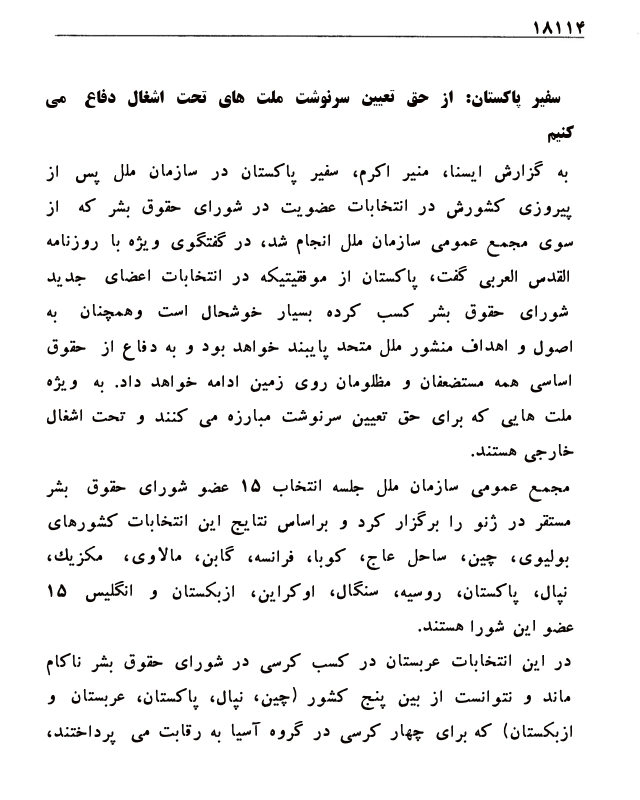 ۱۸۱۱۴
سفیر پاکستان: از حق تعیین سرنوشت ملت های تحت اشغال دفاع می
کنیم
به گزارش ایسنا، منیر اکرم، سفیر پاکستان در سازمان ملل پس از
پیروزی کشورش در انتخابات عضویت در شورای حقوق بشر که از
سوی مجمع عمومی سازمان ملل انجام شد، در گفتگوی ویژه با روزنامه
القدس العربی گفت، پاکستان از موفقیتیکه در انتخابات اعضای جدید
شورای حقوق بشر کسب کرده بسیار خوشحال است وهمچنان به
اصول و اهداف منشور ملل متحد پایبند خواهد بود و به دفاع از حقوق
اساسی همه مستضعفان و مظلومان روی زمین ادامه خواهد داد. به ویژه
ملت هایی که برای حق تعیین سرنوشت مبارزه می کنند و تحت اشغال
خارجی هستند.
مجمع عمومی سازمان ملل جلسه انتخاب ۱۵ عضو شورای حقوق بشر
مستقر در ژنو را برگزار کرد و براساس نتایج این انتخابات کشورهای
بولیوی، چین، ساحل عاج، کوبا، فرانسه، گابن، مالاوی، مکزیك،
نپال، پاکستان، روسیه، سنگال، اوکراین، ازبکستان و انگلیس ۱۵
عضو این شورا هستند.
در این انتخابات عربستان در کسب کرسی در شورای حقوق بشر ناکام
ماند و نتوانست از بین پنج کشور (چین، نپال، پاکستان، عربستان و
ازبکستان) که برای چهار کرسی در گروه آسیا به رقابت می پرداختند،